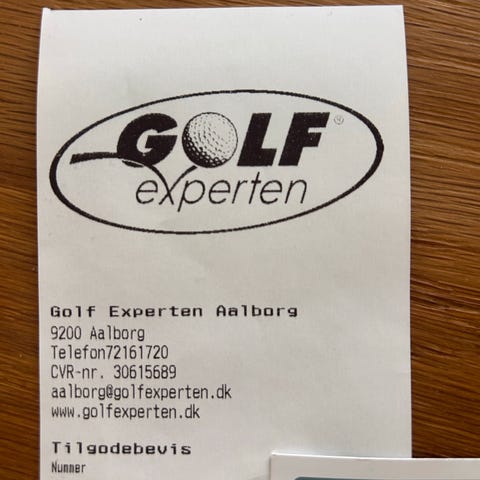 GOLF®
experten
Golf Experten Aalborg
9200 Aalborg
Telefon72161720
CVR-nr. 30615689
aalborg@golfexperten.dk
www.golfexperten.dk
Tilgodebevis
Nummer